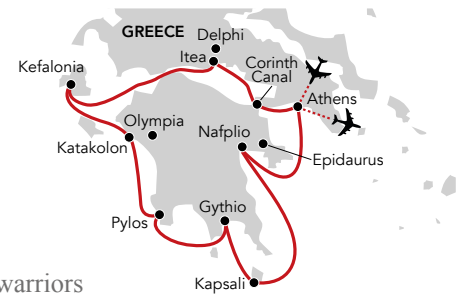 GREECE
Delphi
Itea
Corinth
Canal
Kefalonia
Athens
Olympia
Nafplio
Katakolon
Epidaurus
Gythio
Pylos
Kapsali
warriors